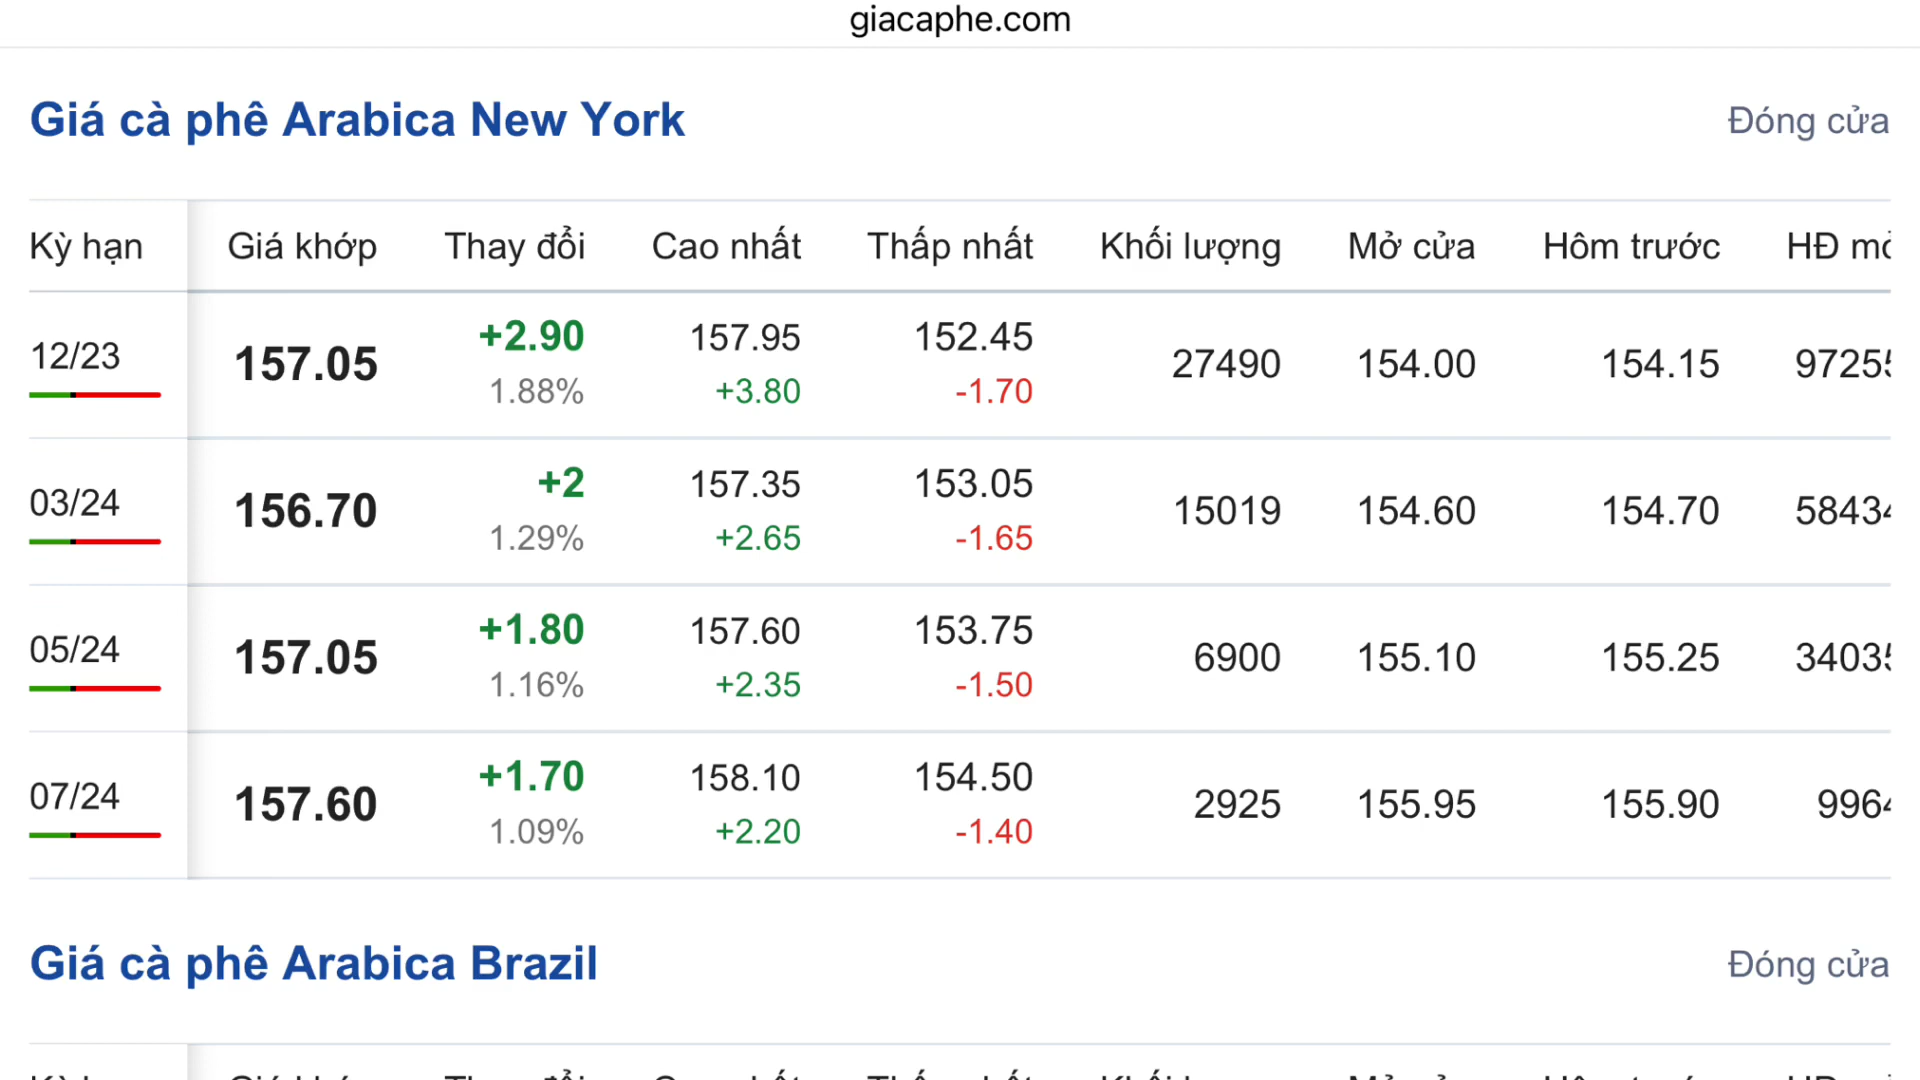 giacaphe.com
Giá cà phê Arabica New York Đóng cửa
Kỳ hạn Giá khớp Thay đổi Cao nhất Thấp nhất Khối lượng Mở cửa Hôm trước HĐ
12/23 157.05 +2.90 157.95 152.45 27490 154.00 154.15
1.88% +3.80 -1.70
03/24 156.70 +2 157.35 153.05 15019 154.60 154.70
1.29% +2.65 -1.65
05/24 157.05 +1.80 157.60 153.75 6900 155.10 155.25
1.16% +2.35 -1.50
07/24 157.60 +1.70 158.10 154.50 2925 155.95 155.90
1.09% +2.20 -1.40
Giá cà phê Arabica Brazil Đóng cửa